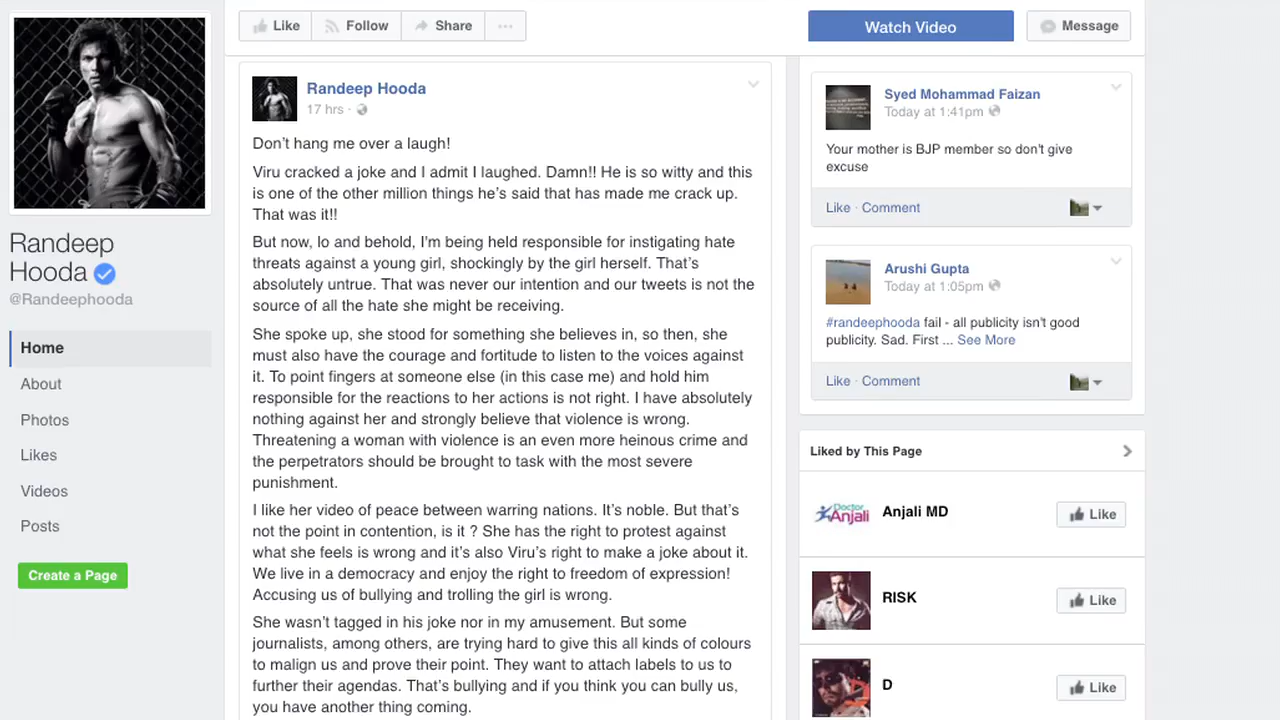 Randeep
Hooda
@Randeephooda
Home
About
Photos
Likes
Videos
Posts
Create a Page
Like
Follow
Share
Watch Video
Message
Randeep Hooda
17 hrs ·
Don’t hang me over a laugh!
Viru cracked a joke and I admit I laughed. Damn!! He is so witty and this
is one of the other million things he’s said that has made me crack up.
That was it!!
But now, lo and behold, I’m being held responsible for instigating hate
threats against a young girl, shockingly by the girl herself. That’s
absolutely untrue. That was never our intention and our tweets is not the
source of all the hate she might be receiving.
She spoke up, she stood for something she believes in, so then, she
must also have the courage and fortitude to listen to the voices against
it. To point fingers at someone else (in this case me) and hold him
responsible for the reactions to her actions is not right. I have absolutely
nothing against her and strongly believe that violence is wrong.
Threatening a woman with violence is an even more heinous crime and
the perpetrators should be brought to task with the most severe
punishment.
I like her video of peace between warring nations. It’s noble. But that’s
not the point in contention, is it ? She has the right to protest against
what she feels is wrong and it’s also Viru’s right to make a joke about it.
We live in a democracy and enjoy the right to freedom of expression!
Accusing us of bullying and trolling the girl is wrong.
She wasn’t tagged in his joke nor in my amusement. But some
journalists, among others, are trying hard to give this all kinds of colours
to malign us and prove their point. They want to attach labels to us to
further their agendas. That’s bullying and if you think you can bully us,
you have another thing coming.
Syed Mohammad Faizan
Today at 1:41pm
Your mother is BJP member so don't give
excuse
Like · Comment
Arushi Gupta
Today at 1:05pm
#randeephooda fail - all publicity isn't good
publicity. Sad. First ... See More
Like · Comment
Liked by This Page
Doctor
Anjali
Anjali MD
Like
RISK
Like
D
Like